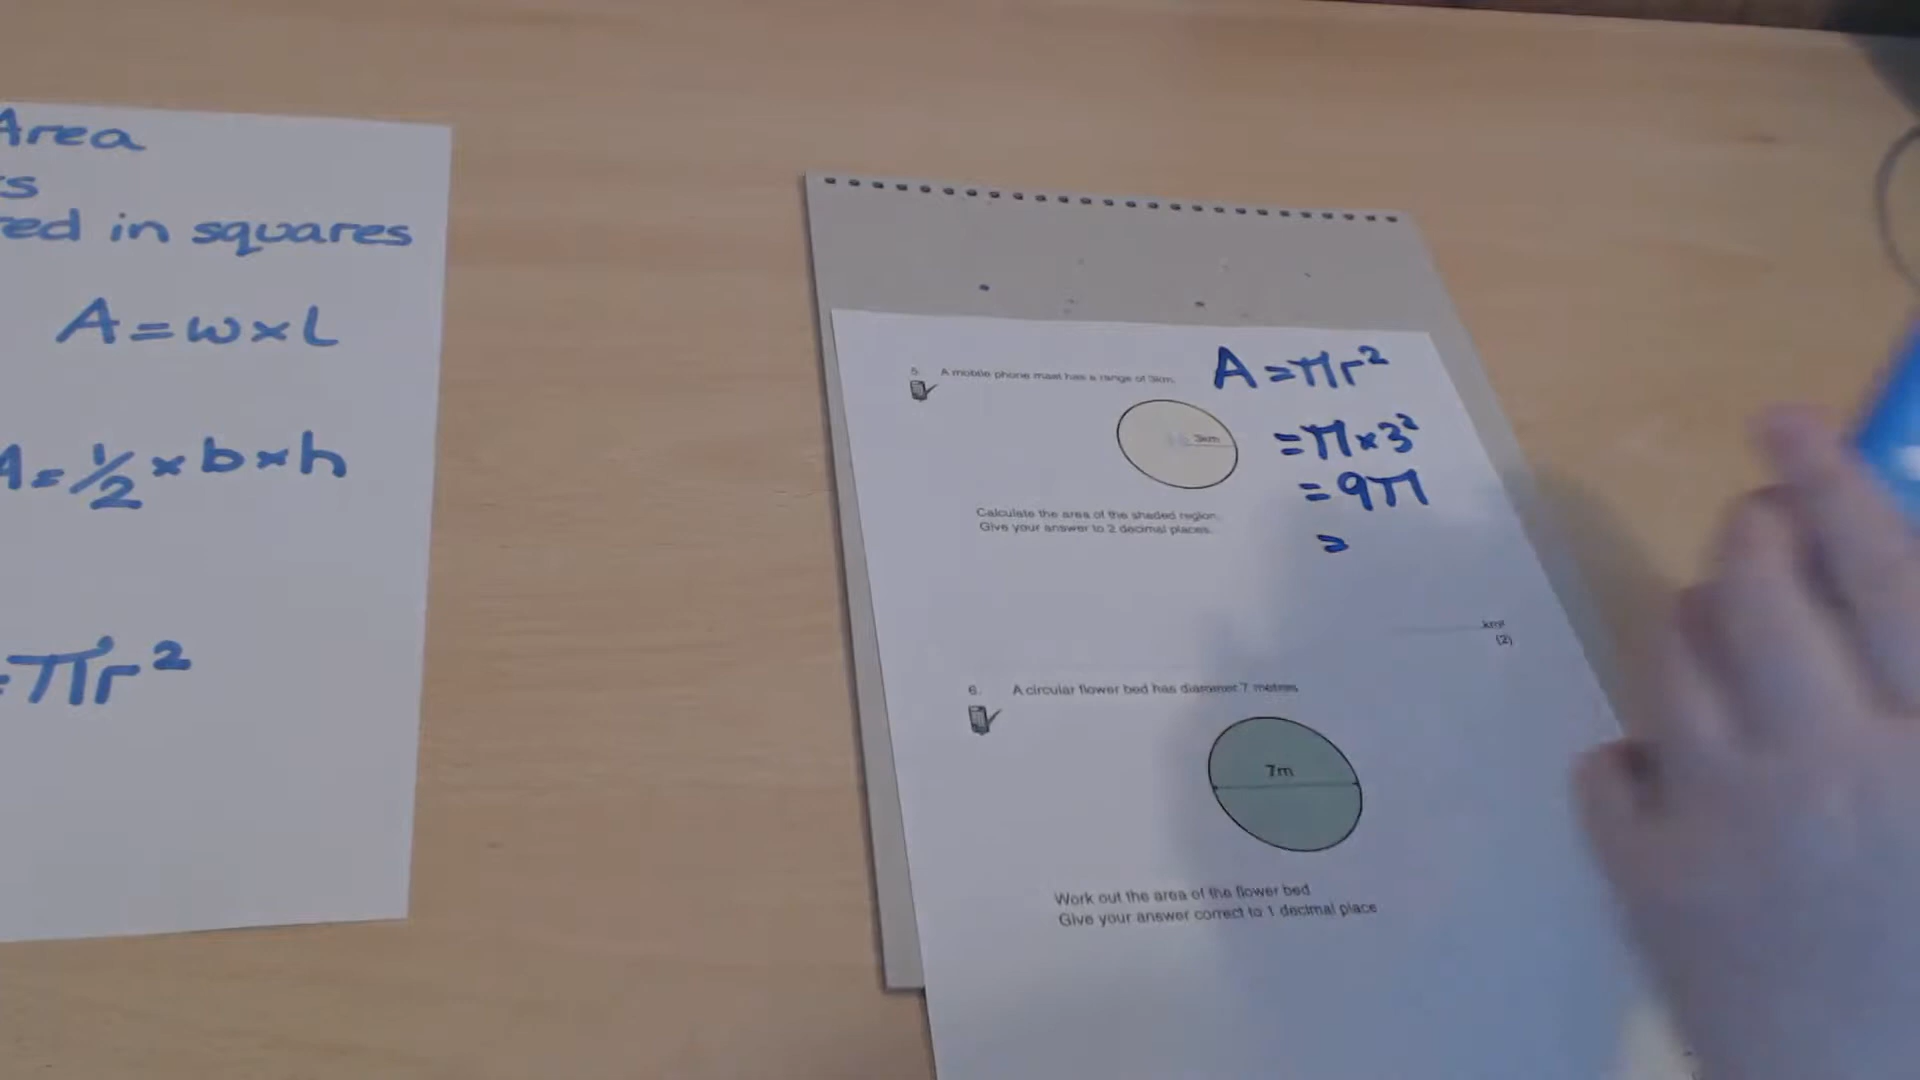 Area
s
red in squares
A=w×L
A=½×b×h
=πr²
5. A mobile phone mast has a range of 3km.
3km
Calculate the area of the shaded region.
Give your answer to 2 decimal places.
A=πr²
=π×3²
=9π
=
km²
(2)
6. A circular flower bed has diameter 7 metres
7m
Work out the area of the flower bed
Give your answer correct to 1 decimal place